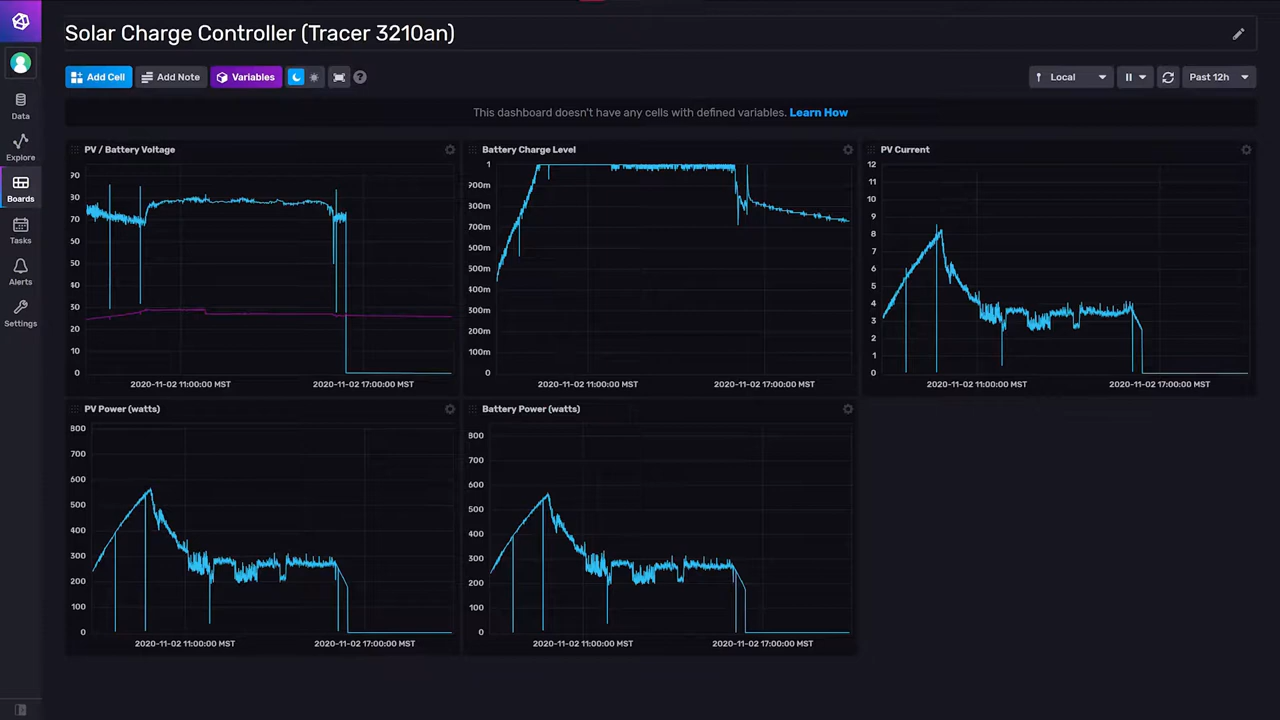 Solar Charge Controller (Tracer 3210an)
Add Cell
Add Note
Variables
Local
Past 12h
This dashboard doesn't have any cells with defined variables. Learn How
Data
Explore
Boards
Tasks
Alerts
Settings
PV / Battery Voltage
90
80
70
60
50
40
30
20
10
0
2020-11-02 11:00:00 MST
2020-11-02 17:00:00 MST
Battery Charge Level
1
900m
800m
700m
600m
500m
400m
300m
200m
100m
0
2020-11-02 11:00:00 MST
2020-11-02 17:00:00 MST
PV Current
12
11
10
9
8
7
6
5
4
3
2
1
0
2020-11-02 11:00:00 MST
2020-11-02 17:00:00 MST
PV Power (watts)
800
700
600
500
400
300
200
100
0
2020-11-02 11:00:00 MST
2020-11-02 17:00:00 MST
Battery Power (watts)
800
700
600
500
400
300
200
100
0
2020-11-02 11:00:00 MST
2020-11-02 17:00:00 MST